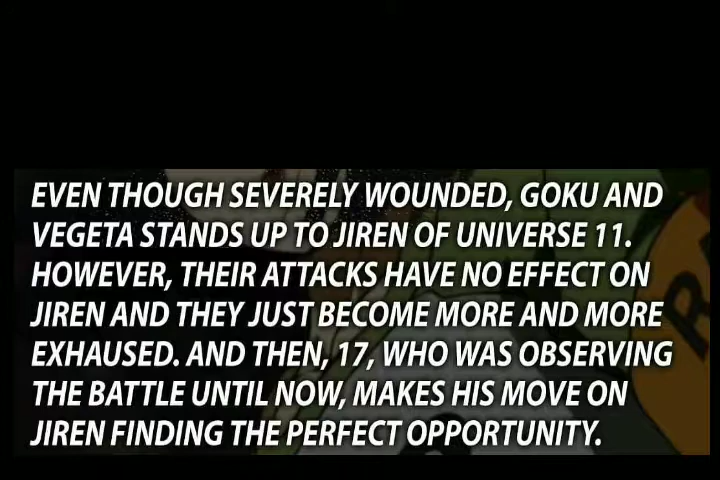 EVEN THOUGH SEVERELY WOUNDED, GOKU AND
VEGETA STANDS UP TO JIREN OF UNIVERSE 11.
HOWEVER, THEIR ATTACKS HAVE NO EFFECT ON
JIREN AND THEY JUST BECOME MORE AND MORE
EXHAUSED. AND THEN, 17, WHO WAS OBSERVING
THE BATTLE UNTIL NOW, MAKES HIS MOVE ON
JIREN FINDING THE PERFECT OPPORTUNITY.